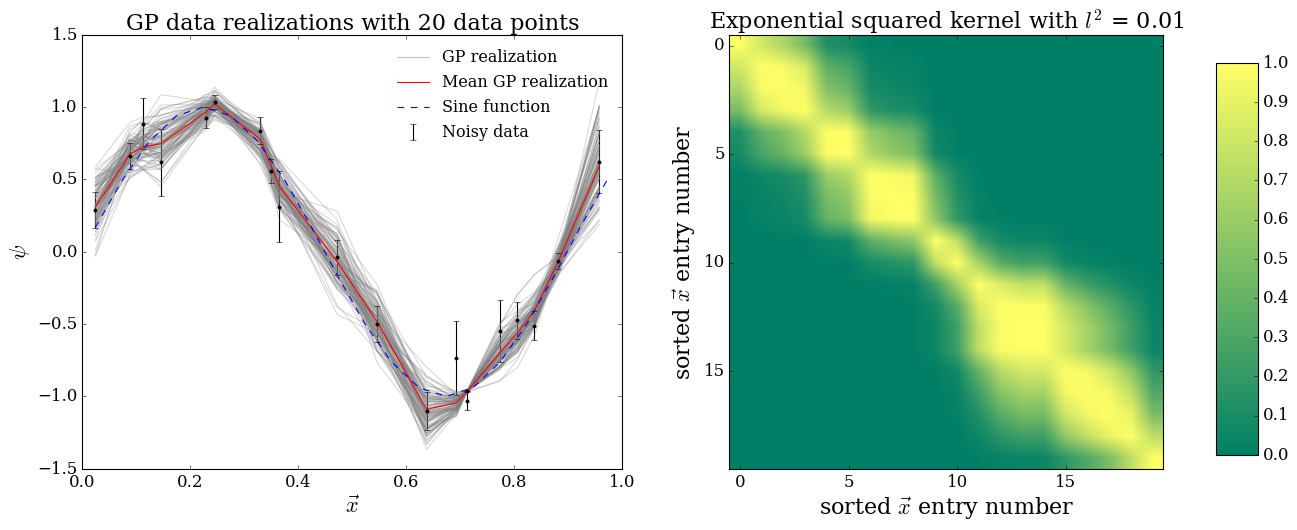 GP data realizations with 20 data points
1.5
1.0
0.5
0.0
−0.5
−1.0
−1.5
ψ
GP realization
Mean GP realization
Sine function
Noisy data
0.0 0.2 0.4 0.6 0.8 1.0
x⃗
Exponential squared kernel with l² = 0.01
0
5
10
15
sorted x⃗ entry number
0 5 10 15
sorted x⃗ entry number
1.0
0.9
0.8
0.7
0.6
0.5
0.4
0.3
0.2
0.1
0.0